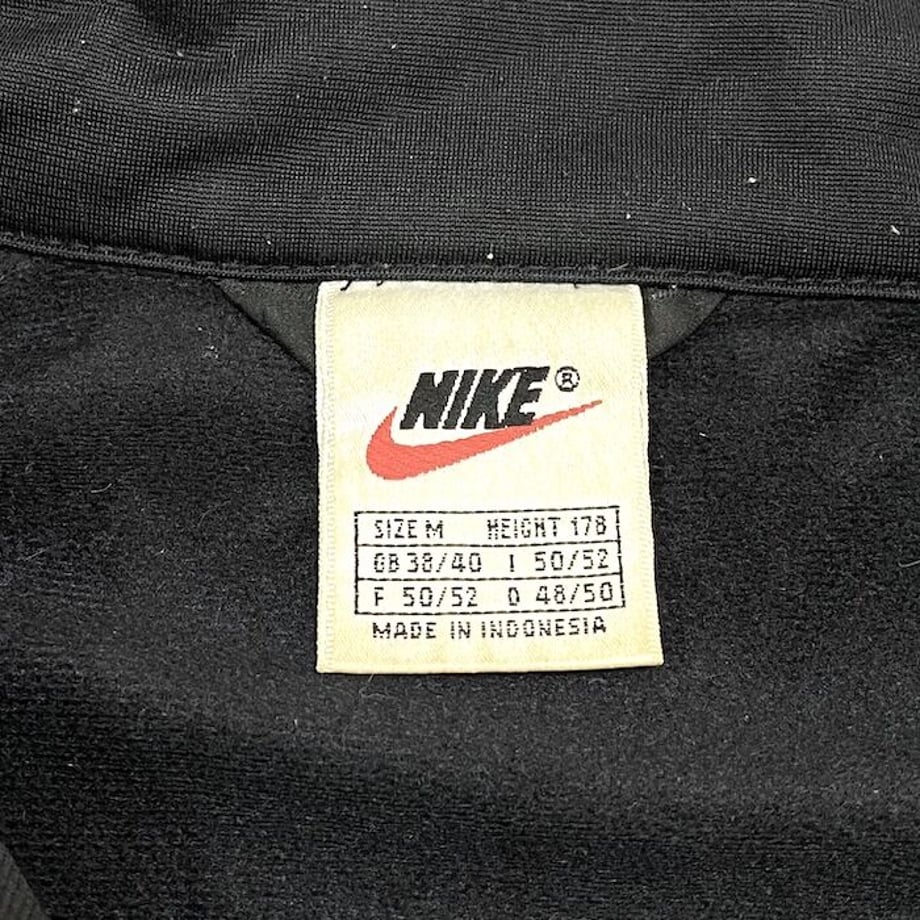 NIKE®
SIZE M HEIGHT 178
GB 38/40 I 50/52
F 50/52 D 48/50
MADE IN INDONESIA